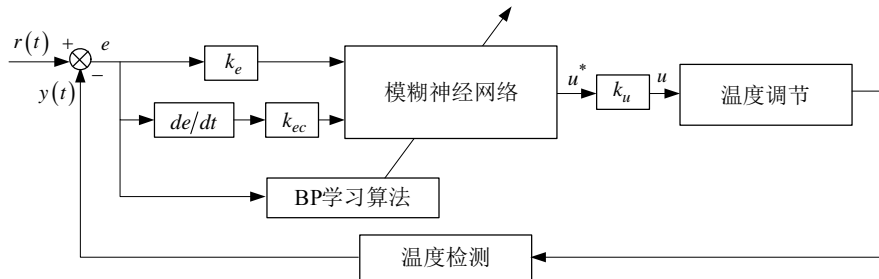 r(t)
+
e
−
y(t)
k_e
模糊神经网络
u*
k_u
u
温度调节
de/dt
k_ec
BP学习算法
温度检测